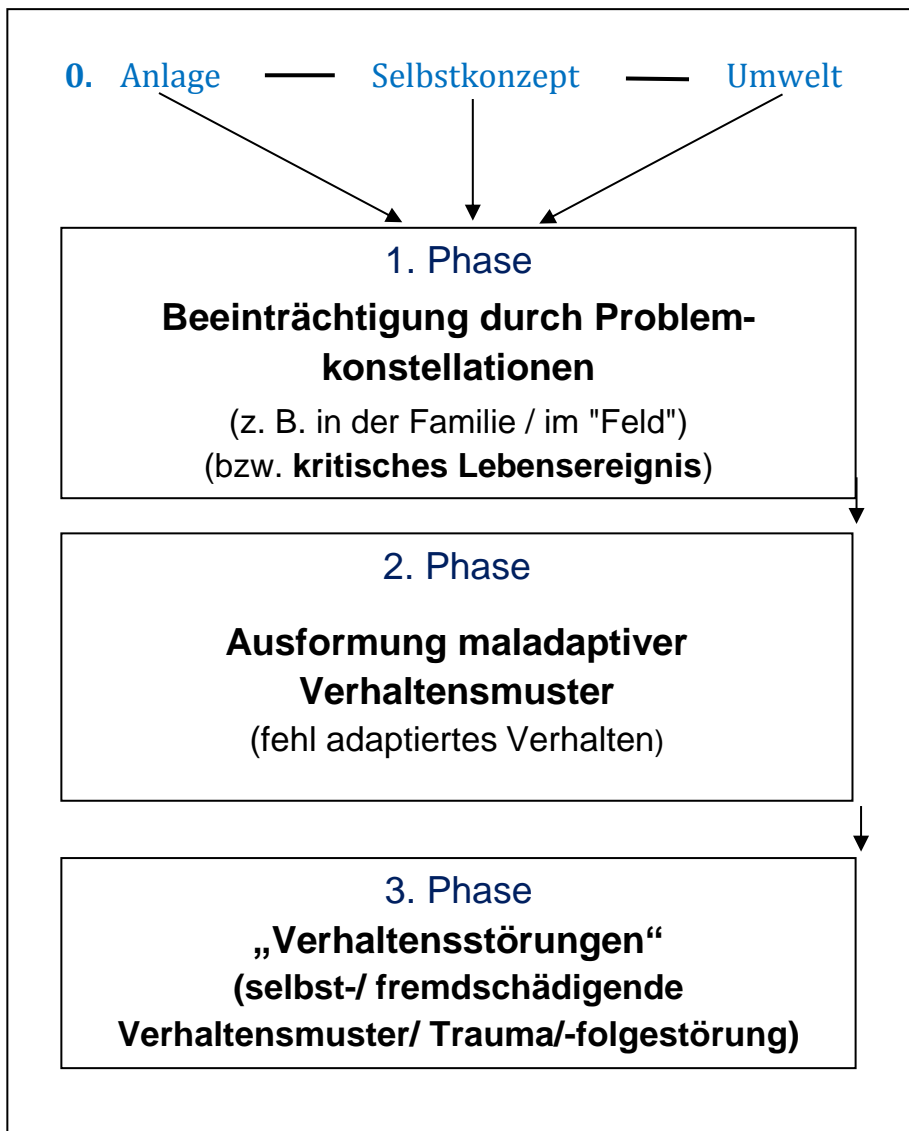 0. Anlage Selbstkonzept Umwelt
1. Phase
Beeinträchtigung durch Problem-
konstellationen
(z. B. in der Familie / im "Feld")
(bzw. kritisches Lebensereignis)
2. Phase
Ausformung maladaptiver
Verhaltensmuster
(fehl adaptiertes Verhalten)
3. Phase
„Verhaltensstörungen“
(selbst-/ fremdschädigende
Verhaltensmuster/ Trauma/-folgestörung)